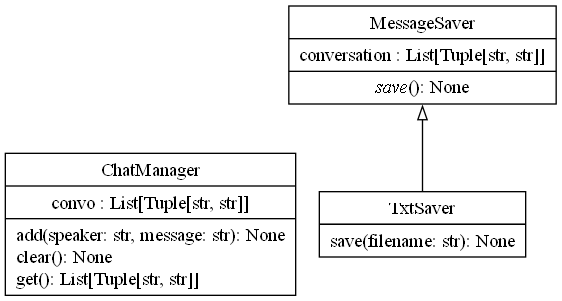 MessageSaver
conversation : List[Tuple[str, str]]
save(): None
ChatManager
convo : List[Tuple[str, str]]
add(speaker: str, message: str): None
clear(): None
get(): List[Tuple[str, str]]
TxtSaver
save(filename: str): None